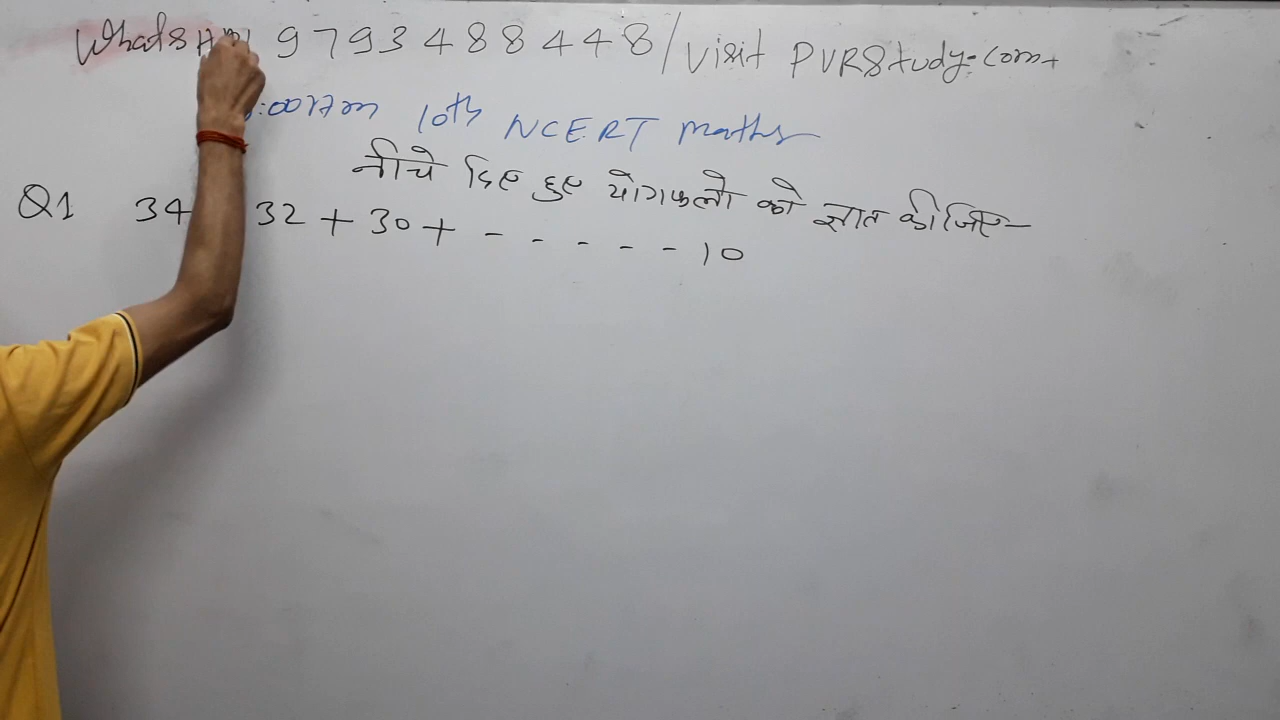 9793488448/Visit PVRStudy.com
10th NCERT maths
नीचे दिए हुए योगफलो को ज्ञात कीजिए-
Q1 34 32 + 30 + - - - - - 10